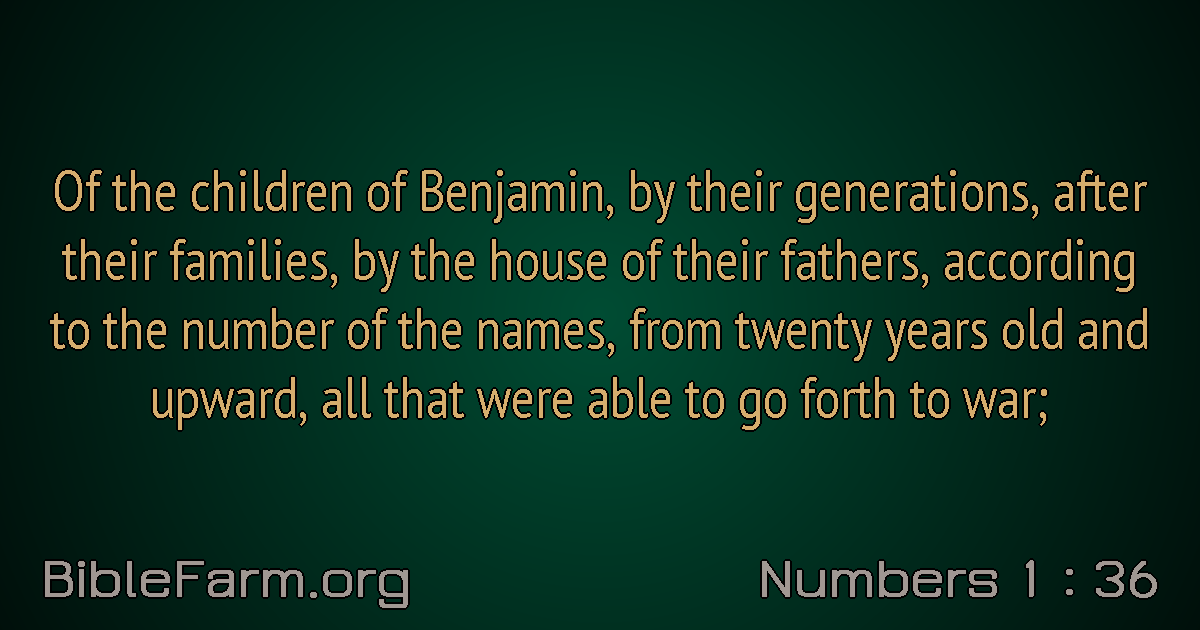 Of the children of Benjamin, by their generations, after
their families, by the house of their fathers, according
to the number of the names, from twenty years old and
upward, all that were able to go forth to war;
BibleFarm.org
Numbers 1 : 36